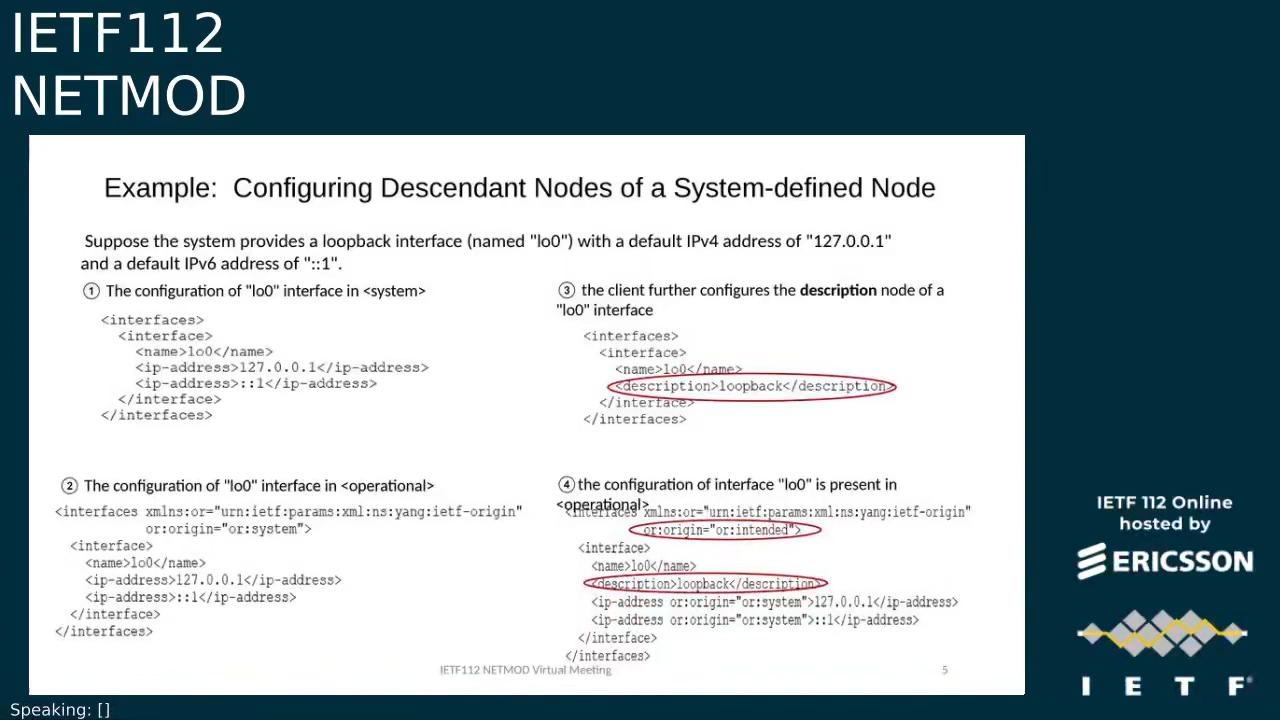 IETF112
NETMOD
Example:  Configuring Descendant Nodes of a System-defined Node
Suppose the system provides a loopback interface (named "lo0") with a default IPv4 address of "127.0.0.1"
and a default IPv6 address of "::1".
① The configuration of "lo0" interface in <system>
<interfaces>
<interface>
<name>lo0</name>
<ip-address>127.0.0.1</ip-address>
<ip-address>::1</ip-address>
</interface>
</interfaces>
② The configuration of "lo0" interface in <operational>
<interfaces xmlns:or="urn:ietf:params:xml:ns:yang:ietf-origin"
or:origin="or:system">
<interface>
<name>lo0</name>
<ip-address>127.0.0.1</ip-address>
<ip-address>::1</ip-address>
</interface>
</interfaces>
③ the client further configures the description node of a
"lo0" interface
<interfaces>
<interface>
<name>lo0</name>
<description>loopback</description>
</interface>
</interfaces>
④the configuration of interface "lo0" is present in
<operational>
<interfaces xmlns:or="urn:ietf:params:xml:ns:yang:ietf-origin"
or:origin="or:intended">
<interface>
<name>lo0</name>
<description>loopback</description>
<ip-address or:origin="or:system">127.0.0.1</ip-address>
<ip-address or:origin="or:system">::1</ip-address>
</interface>
</interfaces>
IETF112 NETMOD Virtual Meeting
5
IETF 112 Online
hosted by
ERICSSON
I E T F
Speaking: []